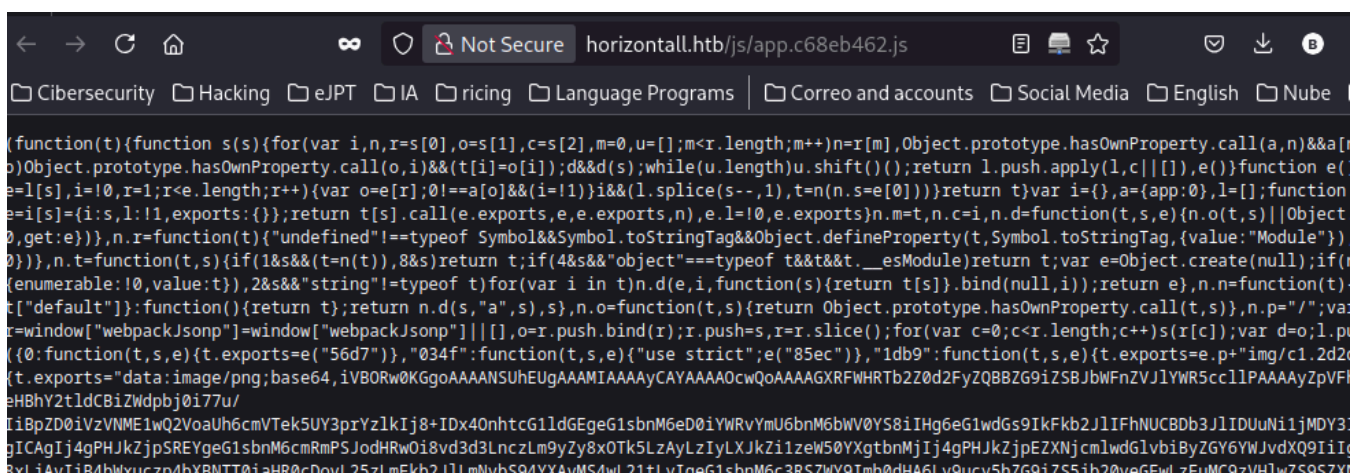 Not Secure horizontall.htb/js/app.c68eb462.js
Cibersecurity Hacking eJPT IA ricing Language Programs Correo and accounts Social Media English Nube
(function(t){function s(s){for(var i,n,r=s[0],o=s[1],c=s[2],m=0,u=[];m<r.length;m++)n=r[m],Object.prototype.hasOwnProperty.call(a,n)&&a[n
o)Object.prototype.hasOwnProperty.call(o,i)&&(t[i]=o[i]);d&&d(s);while(u.length)u.shift()();return l.push.apply(l,c||[]),e()}function e(
e=l[s],i=!0,r=1;r<e.length;r++){var o=e[r];0!==a[o]&&(i=!1)}i&&(l.splice(s--,1),t=n(n.s=e[0]))}return t}var i={},a={app:0},l=[];function
e=i[s]={i:s,l:!1,exports:{}};return t[s].call(e.exports,e,e.exports,n),e.l=!0,e.exports}n.m=t,n.c=i,n.d=function(t,s,e){n.o(t,s)||Object
0,get:e})},n.r=function(t){"undefined"!==typeof Symbol&&Symbol.toStringTag&&Object.defineProperty(t,Symbol.toStringTag,{value:"Module"})
0})},n.t=function(t,s){if(1&s&&(t=n(t)),8&s)return t;if(4&s&&"object"===typeof t&&t&&t.__esModule)return t;var e=Object.create(null);if(
{enumerable:!0,value:t}),2&s&&"string"!=typeof t)for(var i in t)n.d(e,i,function(s){return t[s]}.bind(null,i));return e},n.n=function(t)
t["default"]}:function(){return t};return n.d(s,"a",s),s},n.o=function(t,s){return Object.prototype.hasOwnProperty.call(t,s)},n.p="/";var
r=window["webpackJsonp"]=window["webpackJsonp"]||[],o=r.push.bind(r);r.push=s,r=r.slice();for(var c=0;c<r.length;c++)s(r[c]);var d=o;l.pu
({0:function(t,s,e){t.exports=e("56d7")},"034f":function(t,s,e){"use strict";e("85ec")},"1db9":function(t,s,e){t.exports=e.p+"img/c1.2d2
{t.exports="data:image/png;base64,iVBORw0KGgoAAAANSUhEUgAAAMIAAAAyCAYAAAAOcwQoAAAAGXRFWHRTb2Z0d2FyZQBBZG9iZSBJbWFnZVJlYWR5ccllPAAAAyZpVF
eHBhY2tldCBiZWdpbj0i77u/